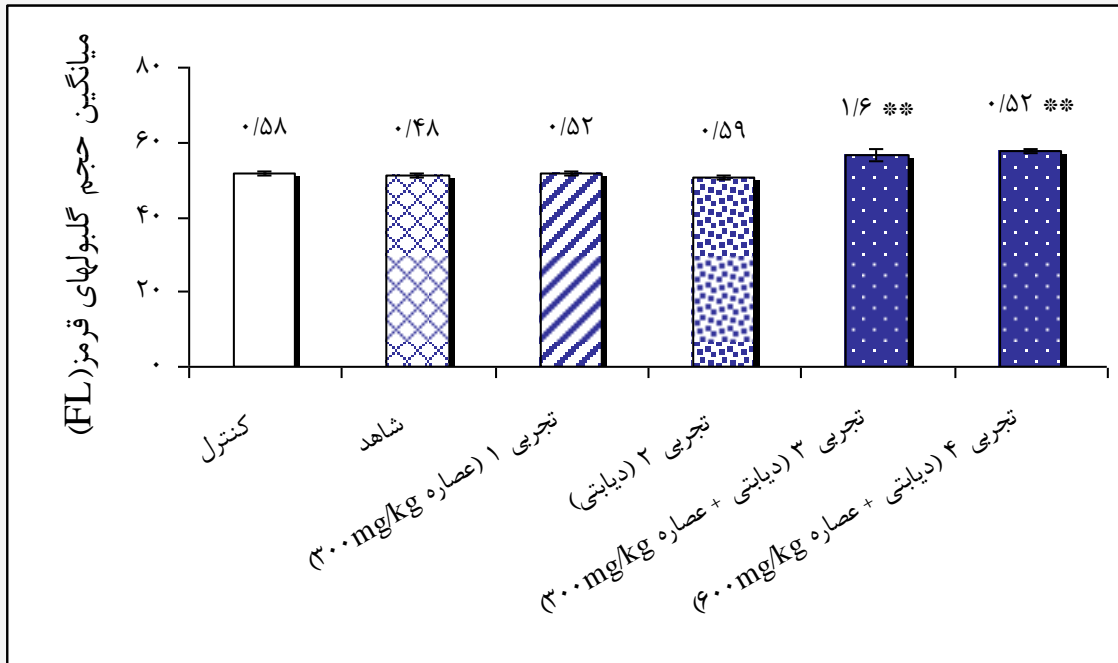 میانگین حجم گلبولهای قرمز(FL)
۸۰
۶۰
۴۰
۲۰
۰
۰/۵۸
۰/۴۸
۰/۵۲
۰/۵۹
۱/۶ **
۰/۵۲ **
کنترل
شاهد
تجربی ۱ (عصاره ۳۰۰mg/kg)
تجربی ۲ (دیابتی)
تجربی ۳ (دیابتی + عصاره ۳۰۰mg/kg)
تجربی ۴ (دیابتی + عصاره ۶۰۰mg/kg)